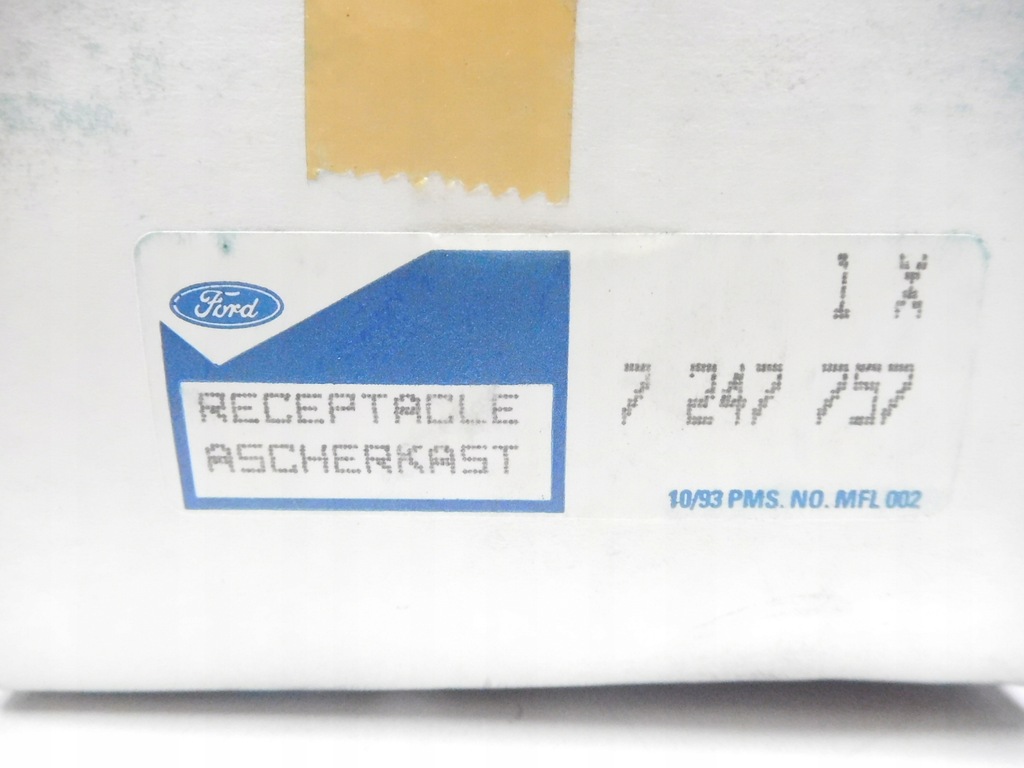 Ford
1 X
7 247 757
RECEPTACLE
ASCHERKAST
10/93 PMS. NO. MFL 002